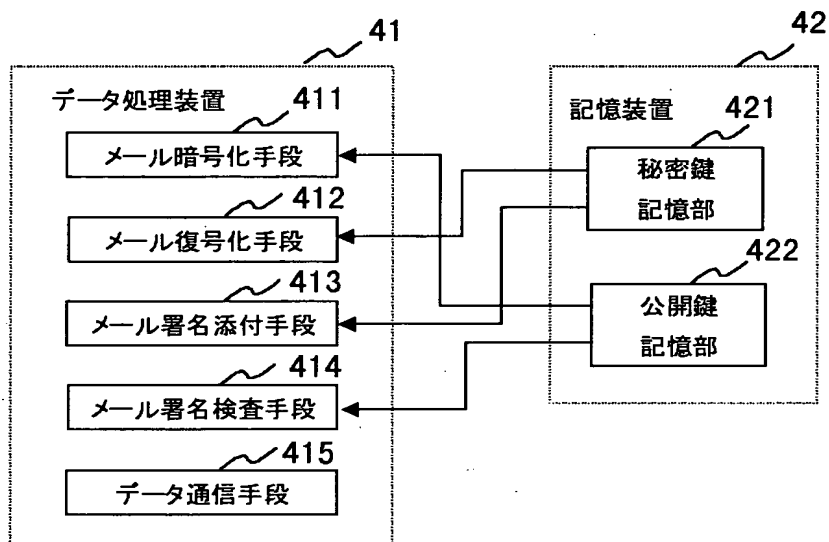 41
データ処理装置
411
メール暗号化手段
412
メール復号化手段
413
メール署名添付手段
414
メール署名検査手段
415
データ通信手段
42
記憶装置
421
秘密鍵
記憶部
422
公開鍵
記憶部